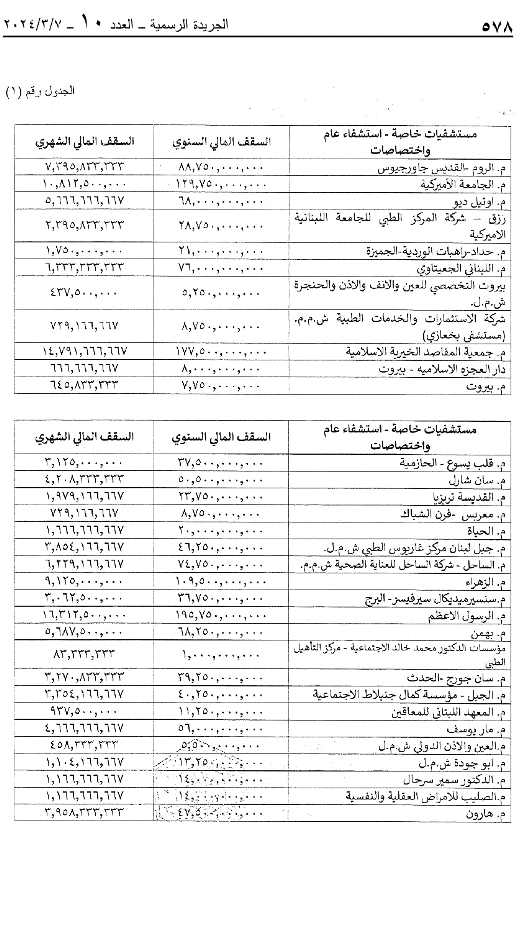 ٥٧٨
الجريدة الرسمية ــ العدد ١٠ ــ ٢٠٢٤/٣/٧
الجدول رقم (١)
مستشفيات خاصة - استشفاء عام واختصاصات السقف المالي السنوي السقف المالي الشهري
م. الروم -القديس جاورجيوس ٨٨,٧٥٠,٠٠٠,٠٠٠ ٧,٣٩٥,٨٣٣,٣٣٣
م. الجامعة الأميركية ١٢٩,٧٥٠,٠٠٠,٠٠٠ ١٠,٨١٢,٥٠٠,٠٠٠
م. اوتيل ديو ٦٨,٠٠٠,٠٠٠,٠٠٠ ٥,٦٦٦,٦٦٦,٦٦٧
رزق – شركة المركز الطبي للجامعة اللبنانية الاميركية ٢٨,٧٥٠,٠٠٠,٠٠٠ ٢,٣٩٥,٨٣٣,٣٣٣
م. حداد-راهبات الوردية-الجميزة ٢١,٠٠٠,٠٠٠,٠٠٠ ١,٧٥٠,٠٠٠,٠٠٠
م. اللبناني الجعيتاوي ٧٦,٠٠٠,٠٠٠,٠٠٠ ٦,٣٣٣,٣٣٣,٣٣٣
بيروت التخصصي للعين والانف والاذن والحنجرة ش.م.ل. ٥,٢٥٠,٠٠٠,٠٠٠ ٤٣٧,٥٠٠,٠٠٠
شركة الاستثمارات والخدمات الطبية ش.م.م. (مستشفى بخعازي) ٨,٧٥٠,٠٠٠,٠٠٠ ٧٢٩,١٦٦,٦٦٧
م. جمعية المقاصد الخيرية الاسلامية ١٧٧,٥٠٠,٠٠٠,٠٠٠ ١٤,٧٩١,٦٦٦,٦٦٧
دار العجزه الاسلاميه - بيروت ٨,٠٠٠,٠٠٠,٠٠٠ ٦٦٦,٦٦٦,٦٦٧
م. بيروت ٧,٧٥٠,٠٠٠,٠٠٠ ٦٤٥,٨٣٣,٣٣٣
مستشفيات خاصة - استشفاء عام واختصاصات السقف المالي السنوي السقف المالي الشهري
م. قلب يسوع - الحازمية ٣٧,٥٠٠,٠٠٠,٠٠٠ ٣,١٢٥,٠٠٠,٠٠٠
م. سان شارل ٥٠,٥٠٠,٠٠٠,٠٠٠ ٤,٢٠٨,٣٣٣,٣٣٣
م. القديسة تريزيا ٢٣,٧٥٠,٠٠٠,٠٠٠ ١,٩٧٩,١٦٦,٦٦٧
م. معربس -فرن الشباك ٨,٧٥٠,٠٠٠,٠٠٠ ٧٢٩,١٦٦,٦٦٧
م. الحياة ٢٠,٠٠٠,٠٠٠,٠٠٠ ١,٦٦٦,٦٦٦,٦٦٧
م. جبل لبنان مركز غاريوس الطبي ش.م.ل. ٤٦,٢٥٠,٠٠٠,٠٠٠ ٣,٨٥٤,١٦٦,٦٦٧
م. الساحل - شركة الساحل للعناية الصحية ش.م.م. ٧٤,٧٥٠,٠٠٠,٠٠٠ ٦,٢٢٩,١٦٦,٦٦٧
م. الزهراء ١٠٩,٥٠٠,٠٠٠,٠٠٠ ٩,١٢٥,٠٠٠,٠٠٠
م. سنسيرميديكال سيرفيسز- البرج ٣٦,٧٥٠,٠٠٠,٠٠٠ ٣,٠٦٢,٥٠٠,٠٠٠
م. الرسول الاعظم ١٩٥,٧٥٠,٠٠٠,٠٠٠ ١٦,٣١٢,٥٠٠,٠٠٠
م. بهمن ٦٨,٢٥٠,٠٠٠,٠٠٠ ٥,٦٨٧,٥٠٠,٠٠٠
مؤسسات الدكتور محمد خالد الاجتماعية - مركز التأهيل الطبي ١,٠٠٠,٠٠٠,٠٠٠ ٨٣,٣٣٣,٣٣٣
م. سان جورج -الحدث ٣٩,٢٥٠,٠٠٠,٠٠٠ ٣,٢٧٠,٨٣٣,٣٣٣
م. الجبل - مؤسسة كمال جنبلاط الاجتماعية ٤٠,٢٥٠,٠٠٠,٠٠٠ ٣,٣٥٤,١٦٦,٦٦٧
م. المعهد اللبناني للمعاقين ١١,٢٥٠,٠٠٠,٠٠٠ ٩٣٧,٥٠٠,٠٠٠
م. مار يوسف ٥٦,٠٠٠,٠٠٠,٠٠٠ ٤,٦٦٦,٦٦٦,٦٦٧
م. العين والاذن الدولي ش.م.ل ٥,٥٠٠,٠٠٠,٠٠٠ ٤٥٨,٣٣٣,٣٣٣
م. ابو جودة ش.م.ل ١٣,٢٥٠,٠٠٠,٠٠٠ ١,١٠٤,١٦٦,٦٦٧
م. الدكتور سمير سرحال ١٤,٠٠٠,٠٠٠,٠٠٠ ١,١٦٦,٦٦٦,٦٦٧
م. الصليب للامراض العقلية والنفسية ١٤,٠٠٠,٠٠٠,٠٠٠ ١,١٦٦,٦٦٦,٦٦٧
م. هارون ٤٧,٥٠٠,٠٠٠,٠٠٠ ٣,٩٥٨,٣٣٣,٣٣٣